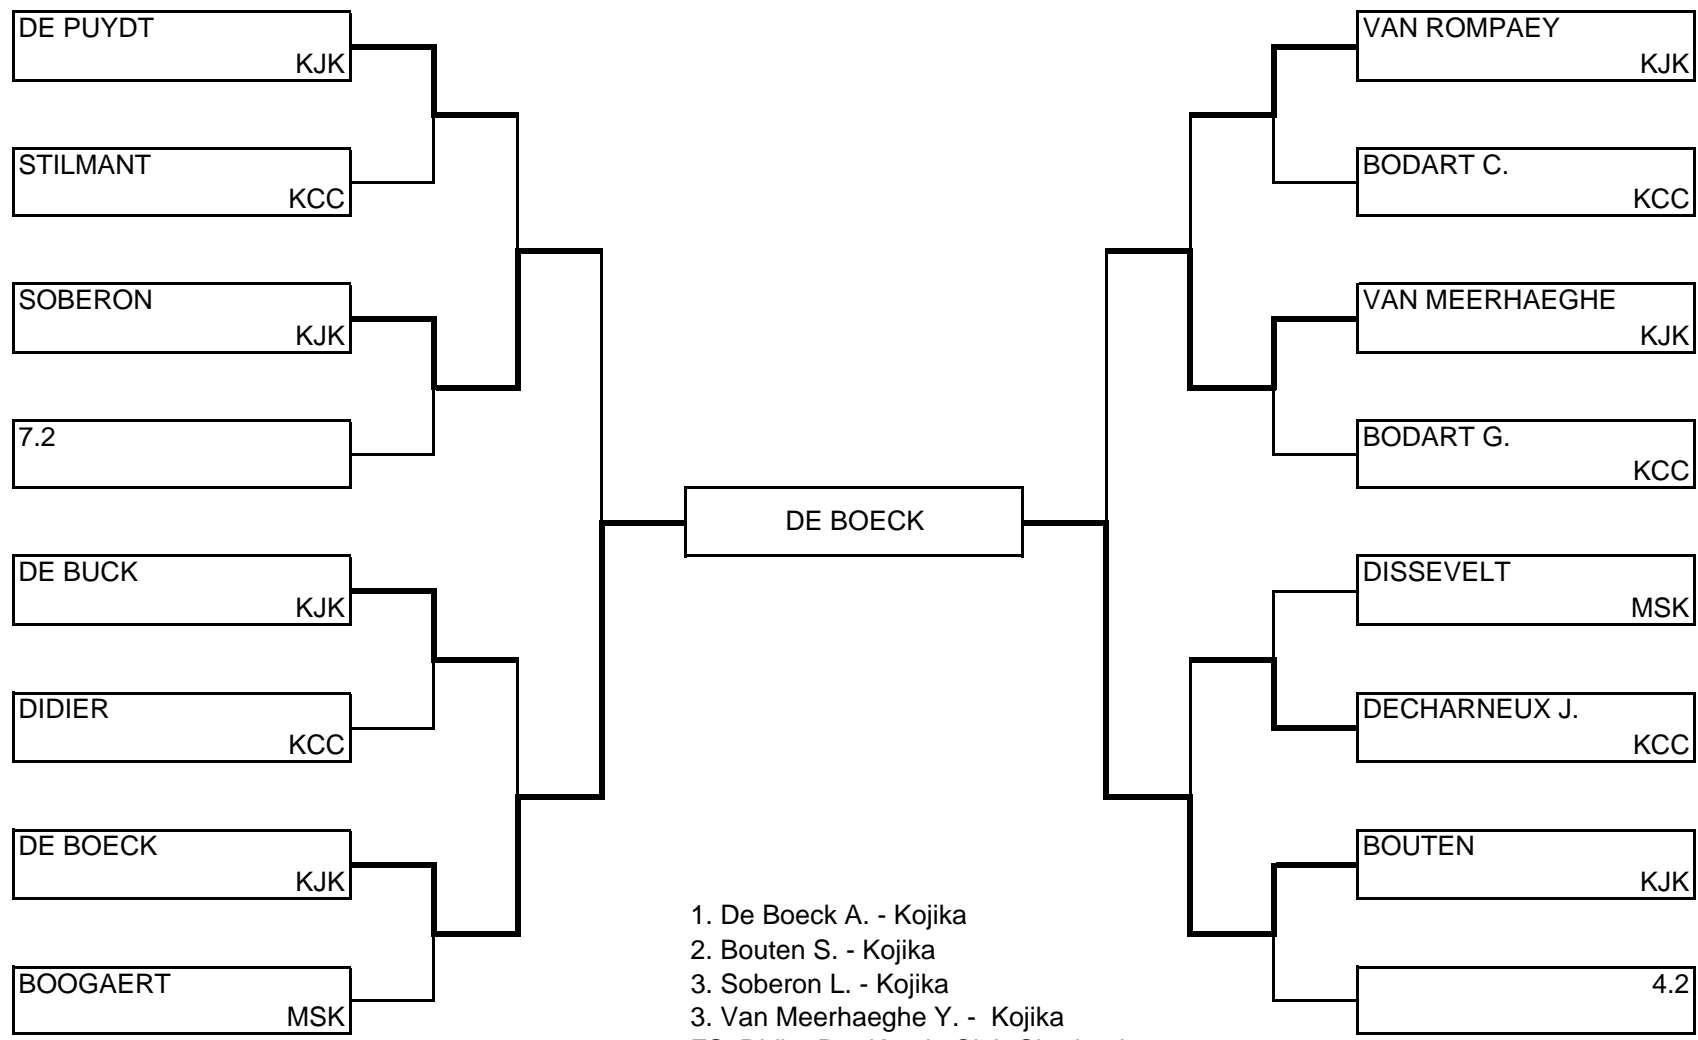 DE PUYDT
KJK
STILMANT
KCC
SOBERON
KJK
7.2
DE BUCK
KJK
DIDIER
KCC
DE BOECK
KJK
BOOGAERT
MSK
DE BOECK
VAN ROMPAEY
KJK
BODART C.
KCC
VAN MEERHAEGHE
KJK
BODART G.
KCC
DISSEVELT
MSK
DECHARNEUX J.
KCC
BOUTEN
KJK
4.2
1. De Boeck A. - Kojika
2. Bouten S. - Kojika
3. Soberon L. - Kojika
3. Van Meerhaeghe Y. -  Kojika